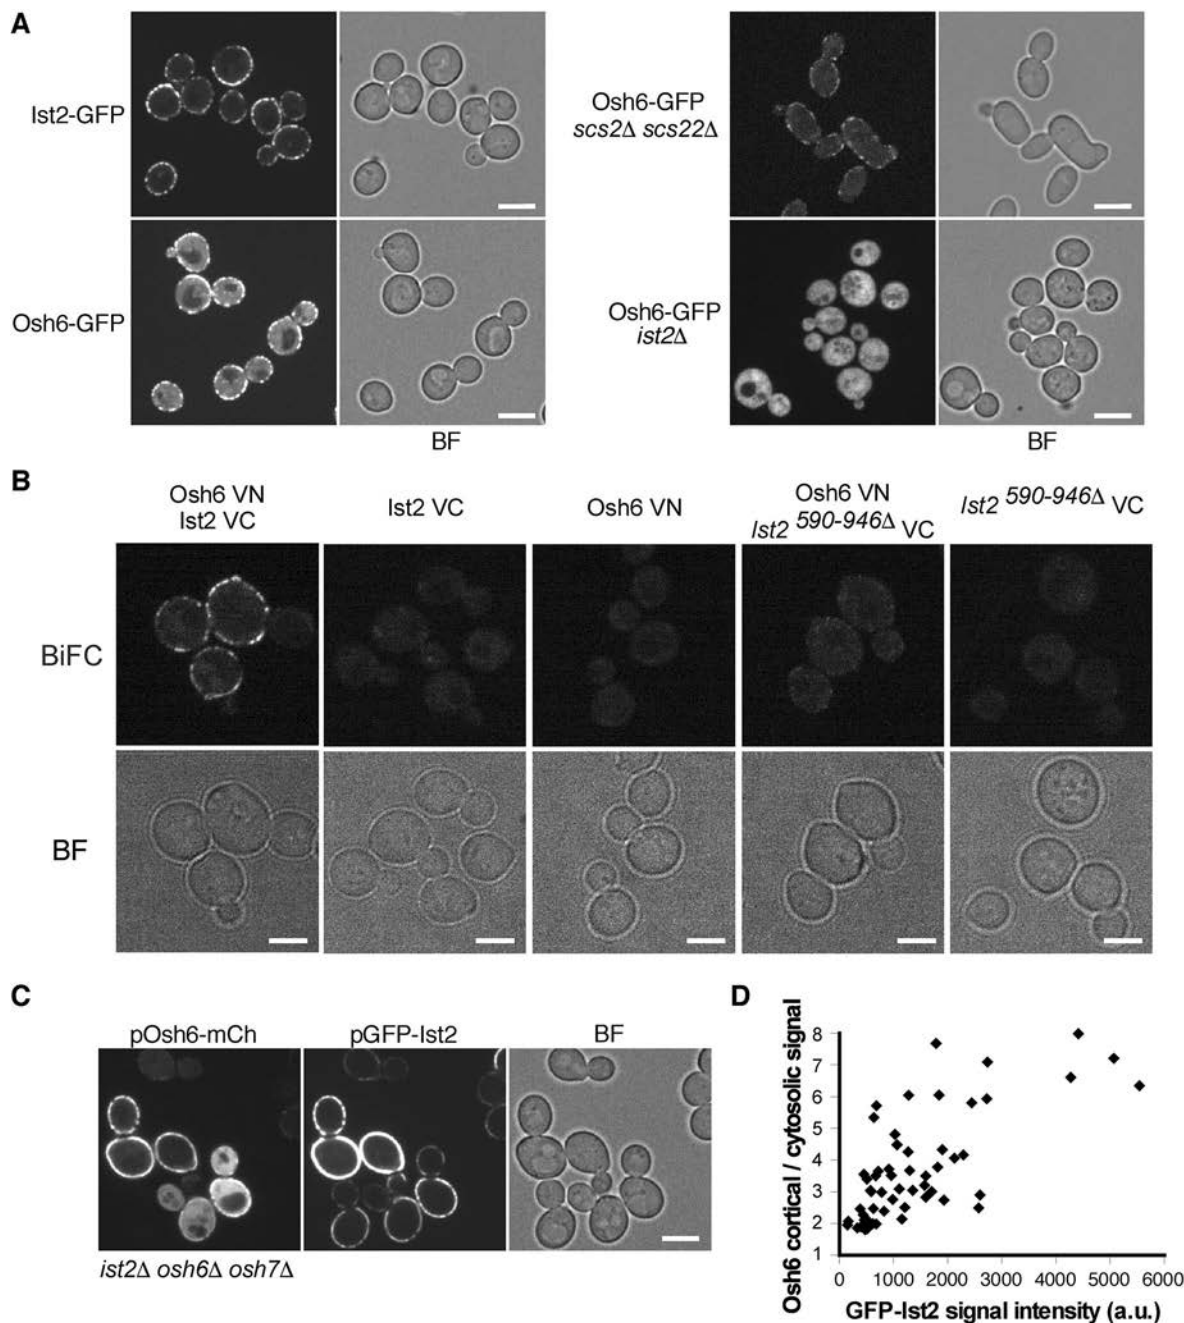 A
Ist2-GFP
Osh6-GFP
scs2Δ scs22Δ
Osh6-GFP
Osh6-GFP
ist2Δ
BF
BF
B
Osh6 VN
Ist2 VC
Ist2 VC
Osh6 VN
Osh6 VN
Ist2 590-946Δ VC
Ist2 590-946Δ VC
BiFC
BF
C
pOsh6-mCh
pGFP-Ist2
BF
ist2Δ osh6Δ osh7Δ
D
Osh6 cortical / cytosolic signal
8
7
6
5
4
3
2
1
0 1000 2000 3000 4000 5000 6000
GFP-Ist2 signal intensity (a.u.)